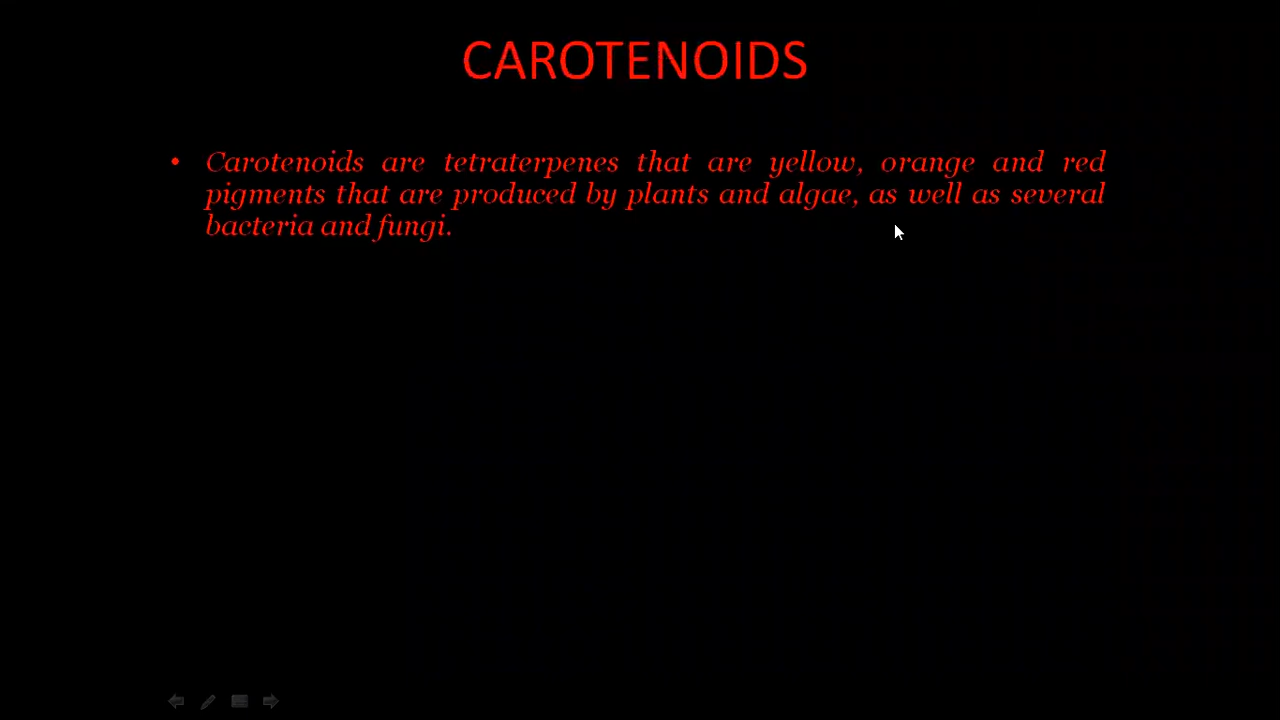 CAROTENOIDS
• Carotenoids are tetraterpenes that are yellow, orange and red
pigments that are produced by plants and algae, as well as several
bacteria and fungi.